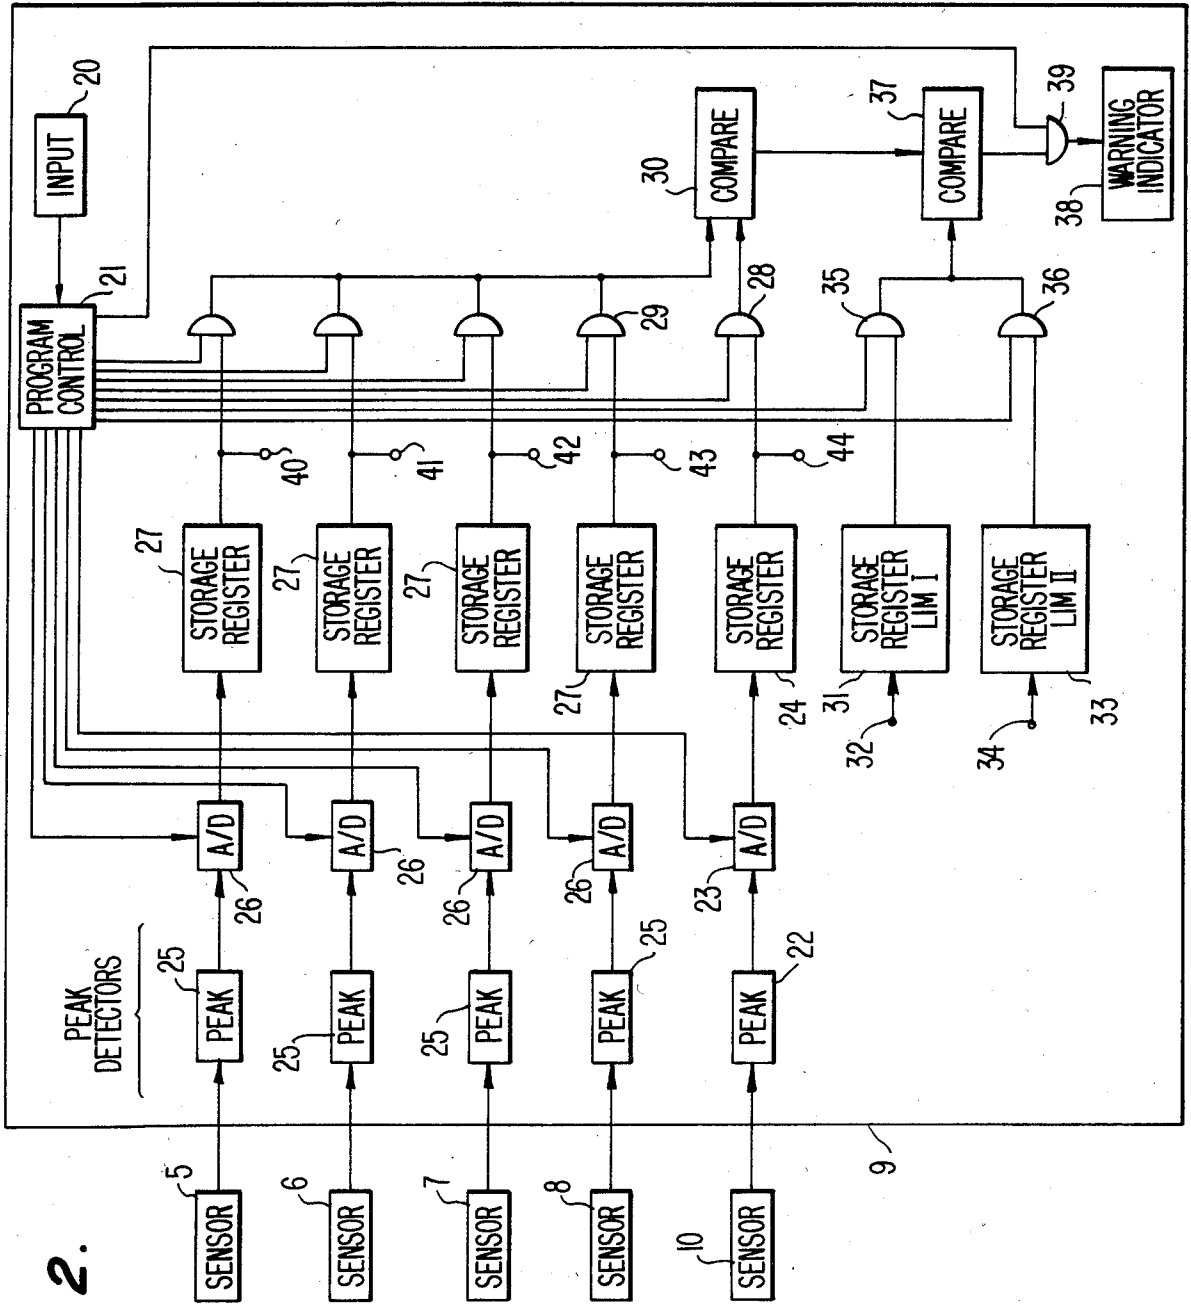 2.
PEAK
DETECTORS
SENSOR
5
25
PEAK
26
A/D
27
STORAGE
REGISTER
40
SENSOR
6
25
PEAK
26
A/D
27
STORAGE
REGISTER
41
SENSOR
7
25
PEAK
26
A/D
27
STORAGE
REGISTER
42
SENSOR
8
25
PEAK
26
A/D
27
STORAGE
REGISTER
43
29
SENSOR
10
22
PEAK
23
A/D
24
STORAGE
REGISTER
44
28
32
31
STORAGE
REGISTER
LIM I
35
34
33
STORAGE
REGISTER
LIM II
36
PROGRAM
CONTROL
21
INPUT
20
30
COMPARE
37
COMPARE
39
38
WARNING
INDICATOR
9